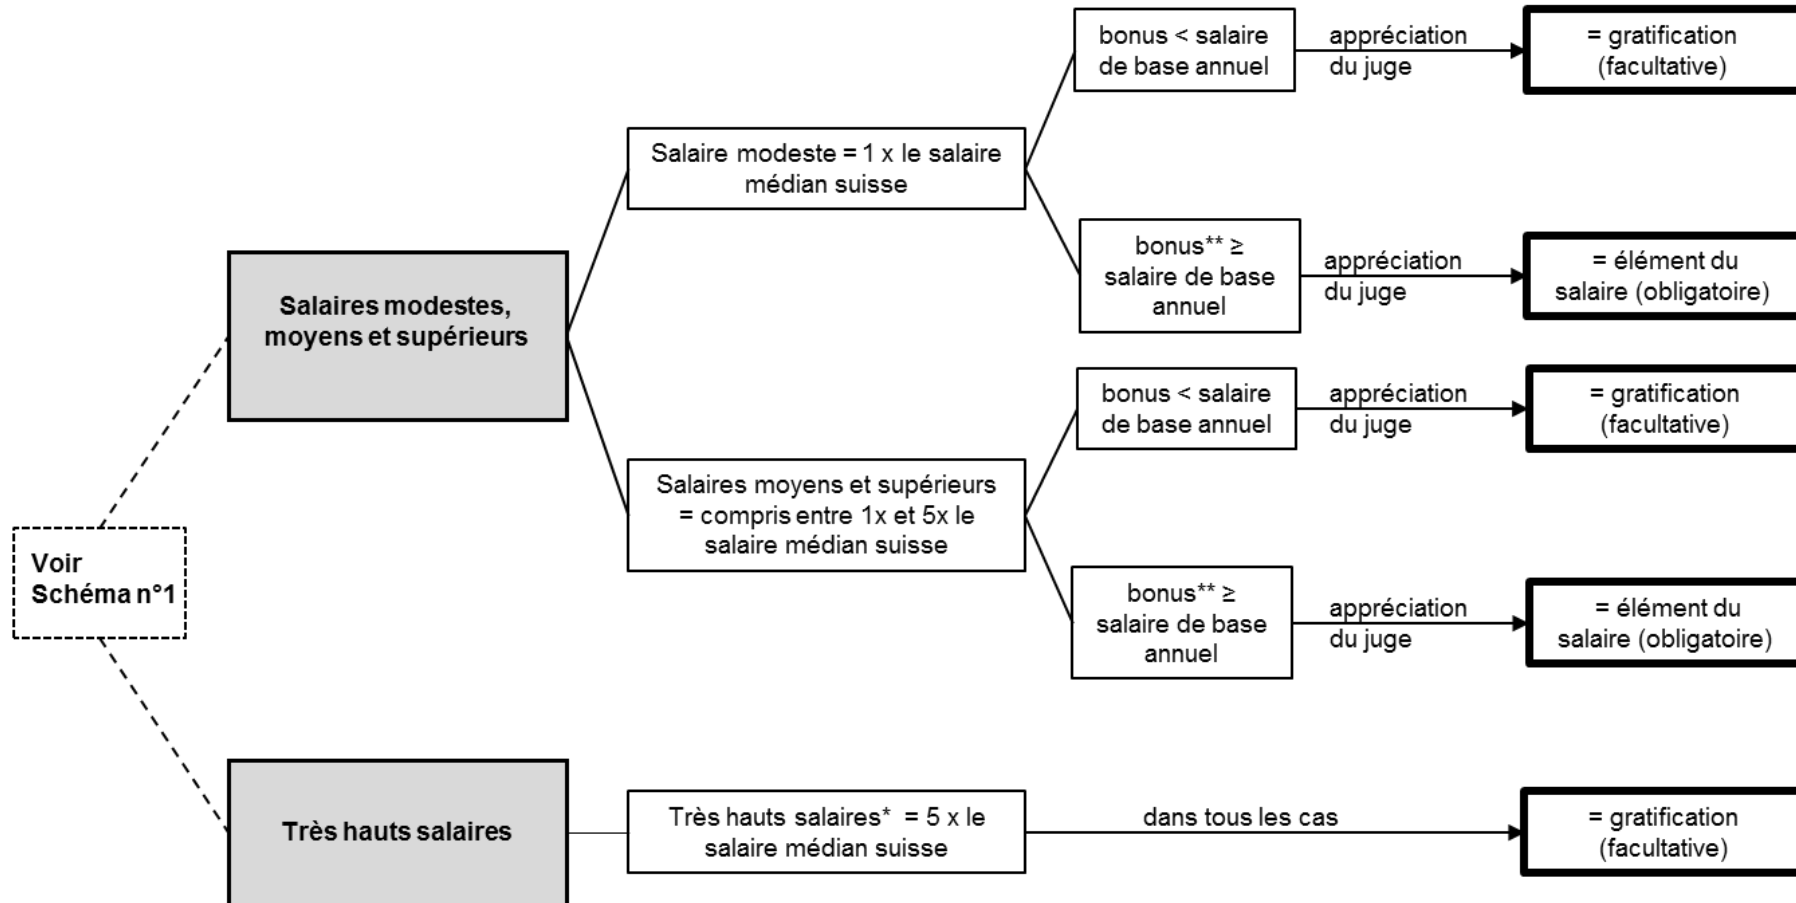 bonus < salaire
de base annuel
appréciation
du juge
= gratification
(facultative)
Salaire modeste = 1 x le salaire
médian suisse
bonus** ≥
salaire de base
annuel
appréciation
du juge
= élément du
salaire (obligatoire)
Salaires modestes,
moyens et supérieurs
bonus < salaire
de base annuel
appréciation
du juge
= gratification
(facultative)
Salaires moyens et supérieurs
= compris entre 1x et 5x le
salaire médian suisse
bonus** ≥
salaire de base
annuel
appréciation
du juge
= élément du
salaire (obligatoire)
Voir
Schéma n°1
Très hauts salaires
Très hauts salaires* = 5 x le
salaire médian suisse
dans tous les cas
= gratification
(facultative)